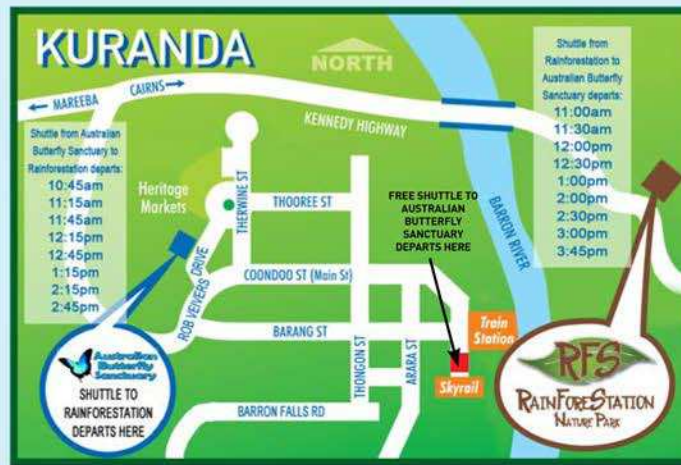 KURANDA
NORTH
← MAREEBA
CAIRNS →
KENNEDY HIGHWAY
Shuttle from Australian
Butterfly Sanctuary to
Rainforestation departs:
10:45am
11:15am
11:45am
12:15pm
12:45pm
1:15pm
2:15pm
2:45pm
Shuttle from
Rainforestation to
Australian Butterfly
Sanctuary departs:
11:00am
11:30am
12:00pm
12:30pm
1:00pm
2:00pm
2:30pm
3:00pm
3:45pm
Heritage
Markets
THERWINE ST
THOOREE ST
FREE SHUTTLE TO
AUSTRALIAN
BUTTERFLY
SANCTUARY
DEPARTS HERE
BARRON RIVER
ROB VEIVERS DRIVE
COONDOO ST (Main St)
BARANG ST
THONGON ST
ARARA ST
Train
Station
Skyrail
BARRON FALLS RD
Australian
Butterfly
Sanctuary
SHUTTLE TO
RAINFORESTATION
DEPARTS HERE
RFS
RAINFORESTATION
NATURE PARK